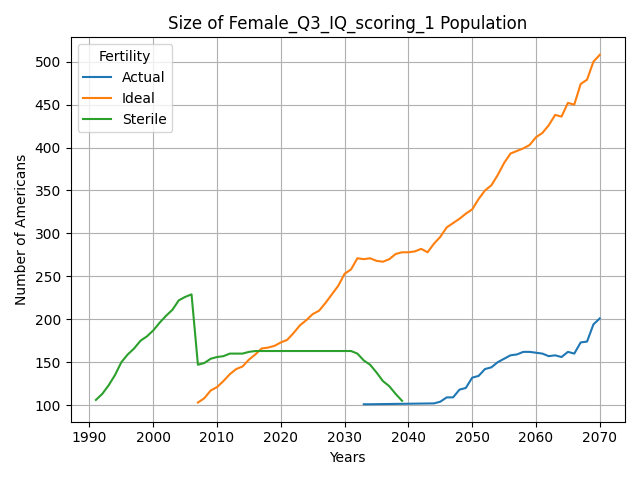 Size of Female_Q3_IQ_scoring_1 Population
Fertility
Actual
Ideal
Sterile
Number of Americans
500
450
400
350
300
250
200
150
100
1990 2000 2010 2020 2030 2040 2050 2060 2070
Years